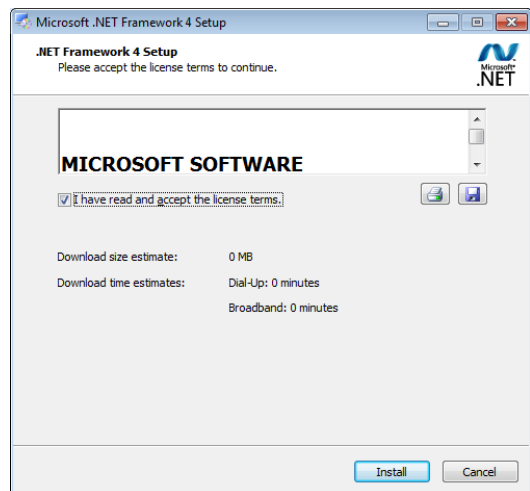 Microsoft .NET Framework 4 Setup
.NET Framework 4 Setup
Please accept the license terms to continue.
Microsoft®
.NET
MICROSOFT SOFTWARE
I have read and accept the license terms.
Download size estimate: 0 MB
Download time estimates: Dial-Up: 0 minutes
Broadband: 0 minutes
Install Cancel